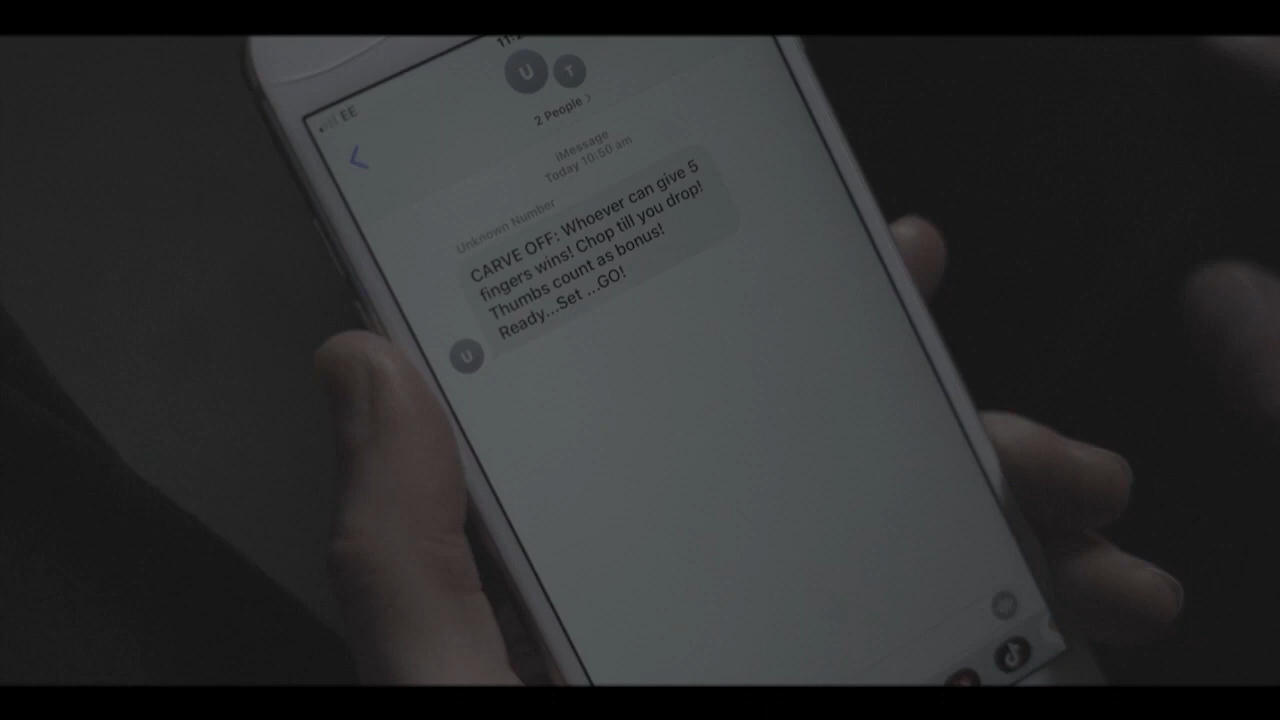 EE
U T
2 People >
iMessage
Today 10:50 am
Unknown Number
CARVE OFF: Whoever can give 5
fingers wins! Chop till you drop!
Thumbs count as bonus!
Ready...Set ...GO!
U